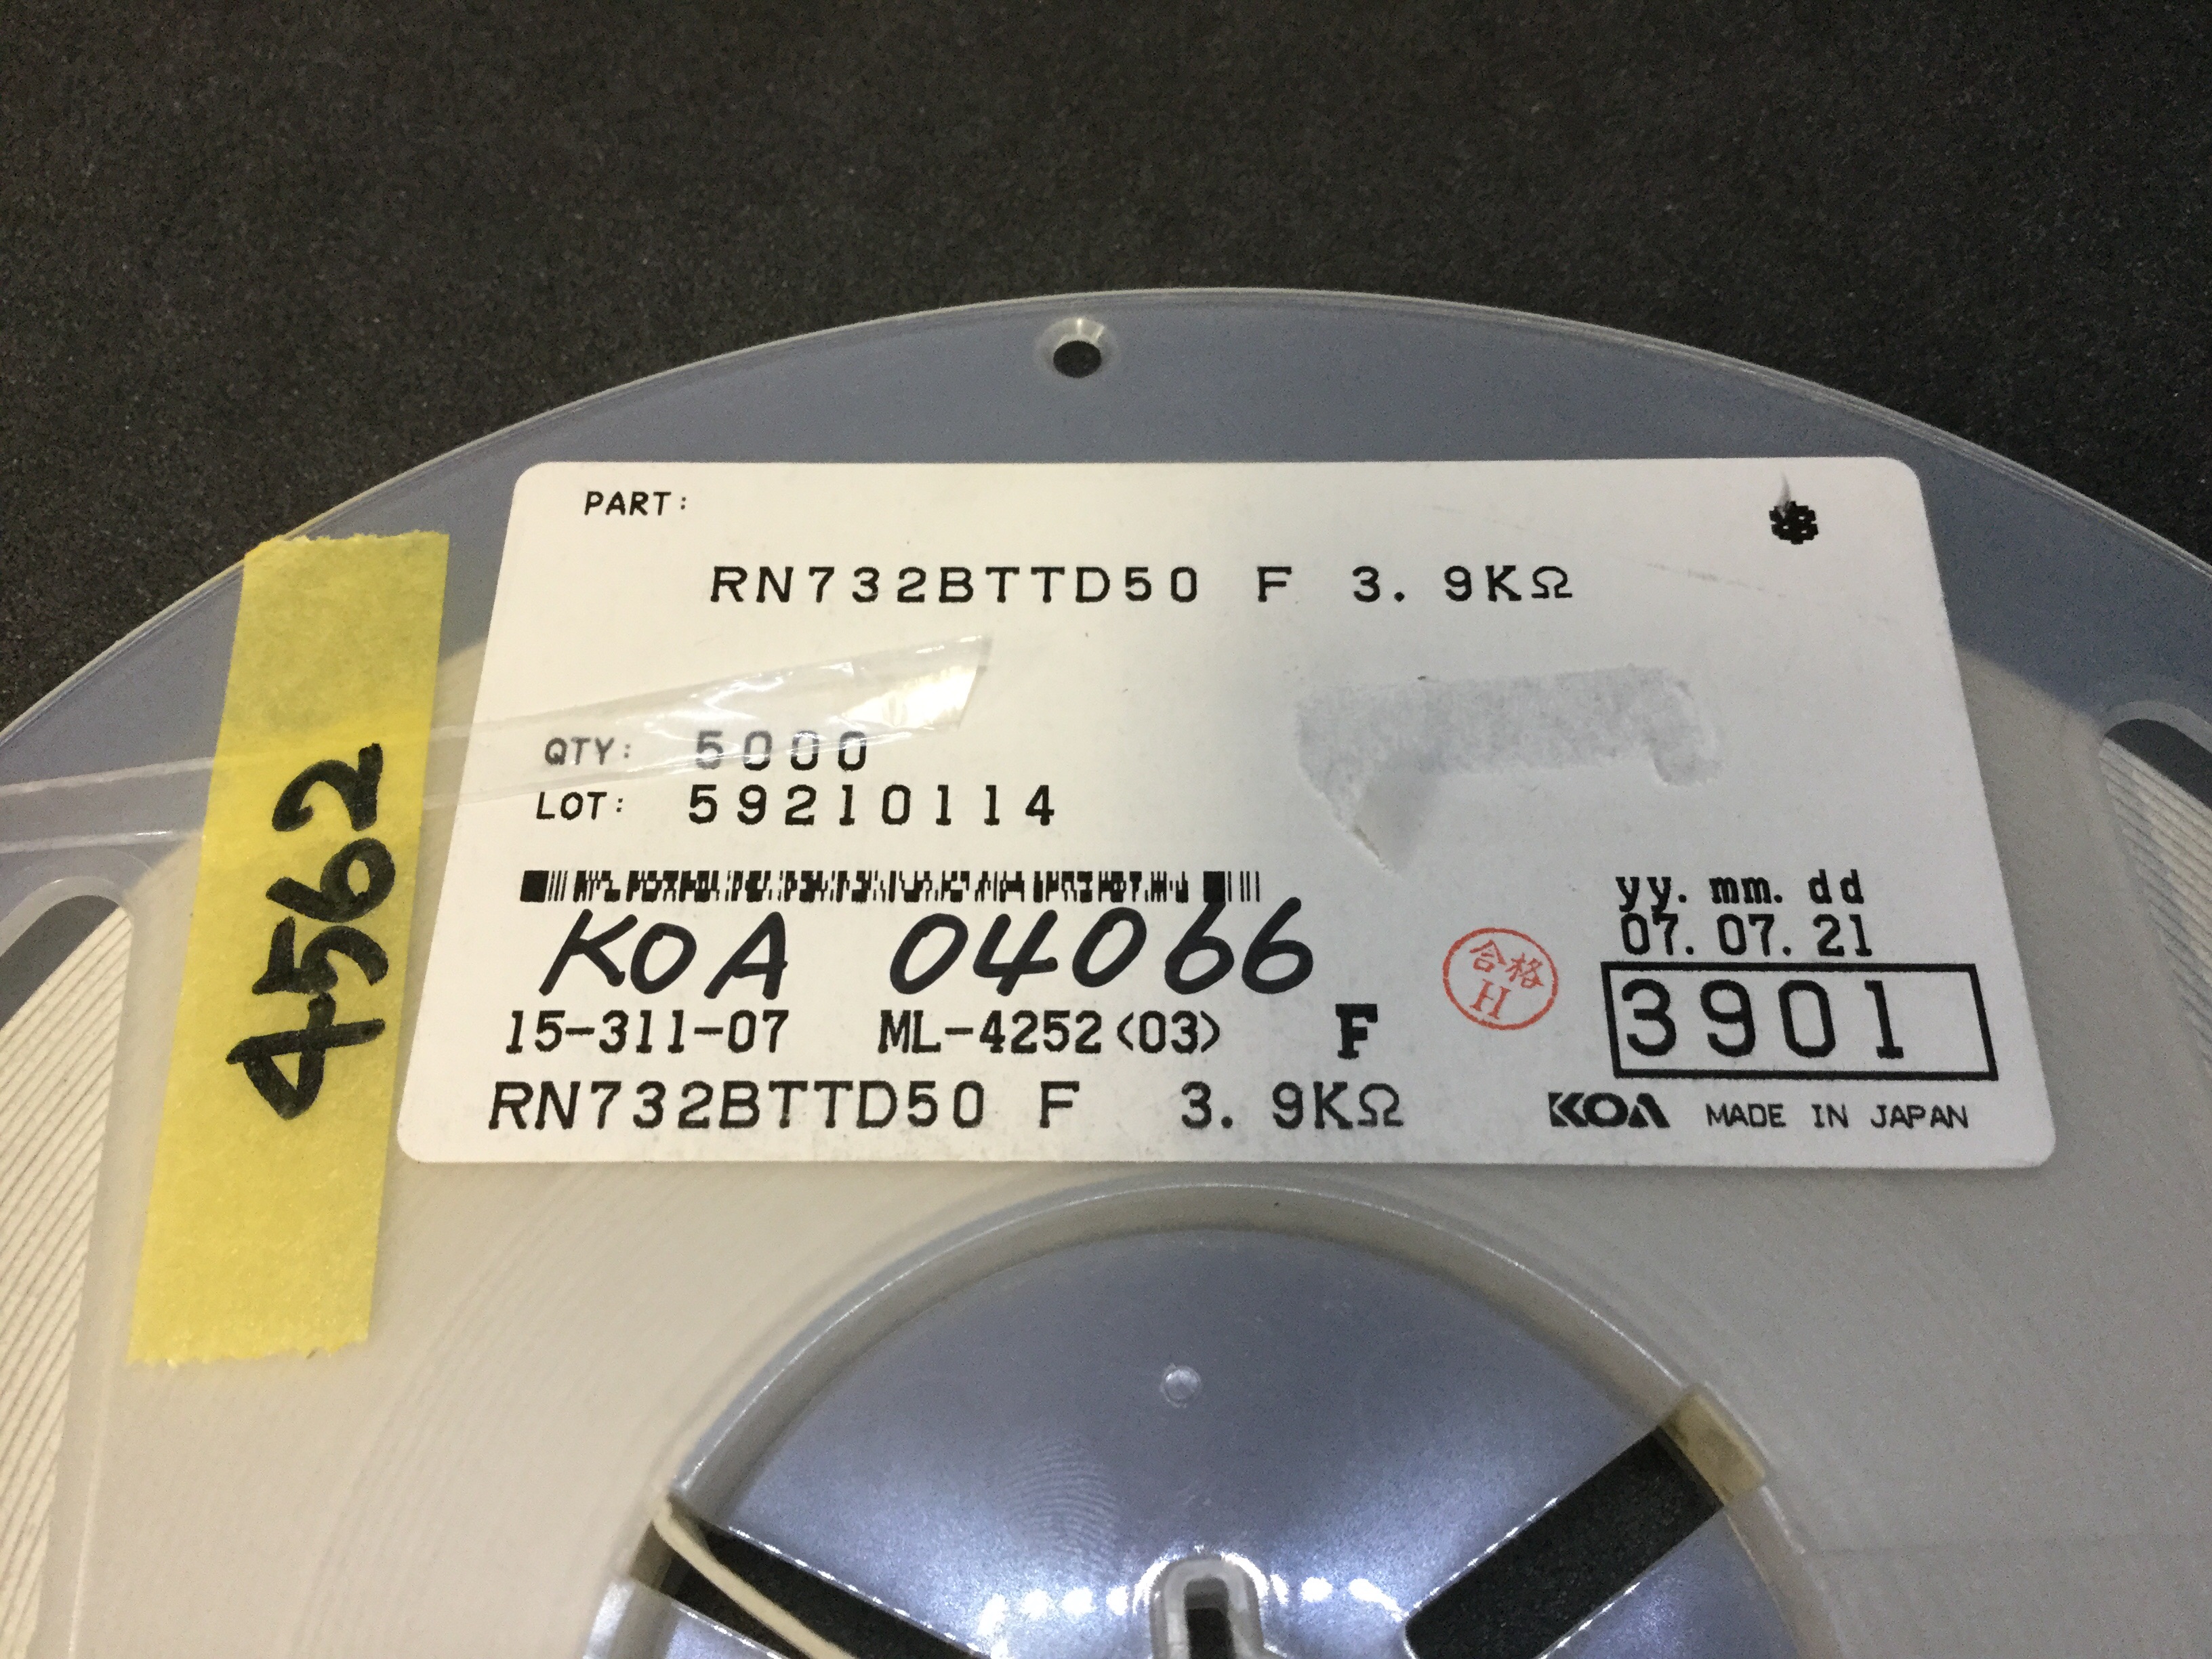 PART:
RN732BTTD50 F 3.9KΩ
QTY: 5000
LOT: 59210114
KOA 04066
yy. mm. dd
07. 07. 21
合格
H
3901
15-311-07 ML-4252(03) F
RN732BTTD50 F 3.9KΩ
KOA MADE IN JAPAN
4562